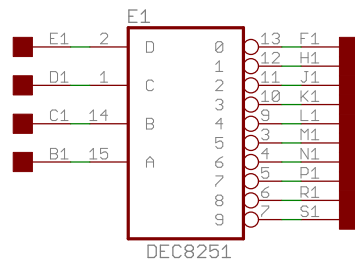 E1
E1 2 D 0 13 F1
1 12 H1
D1 1 C 2 11 J1
3 10 K1
C1 14 B 4 9 L1
5 3 M1
B1 15 A 6 4 N1
7 5 P1
8 6 R1
9 7 S1
DEC8251